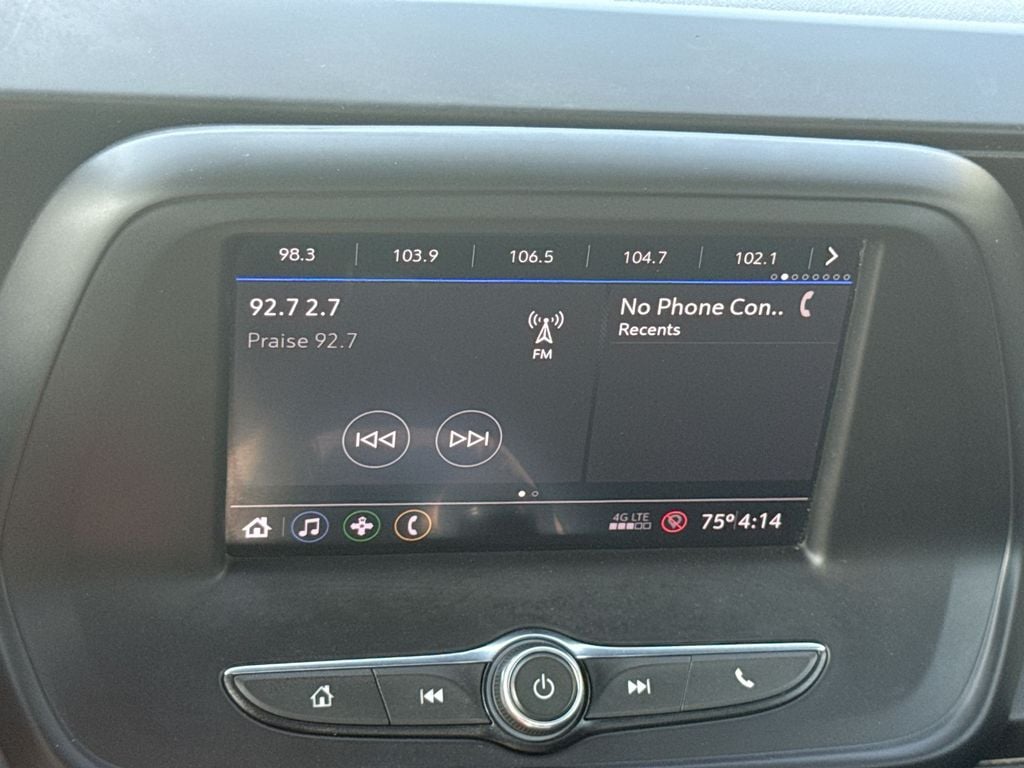 98.3 103.9 106.5 104.7 102.1
92.7 2.7
Praise 92.7
FM
No Phone Con..
Recents
4G LTE
75° 4:14